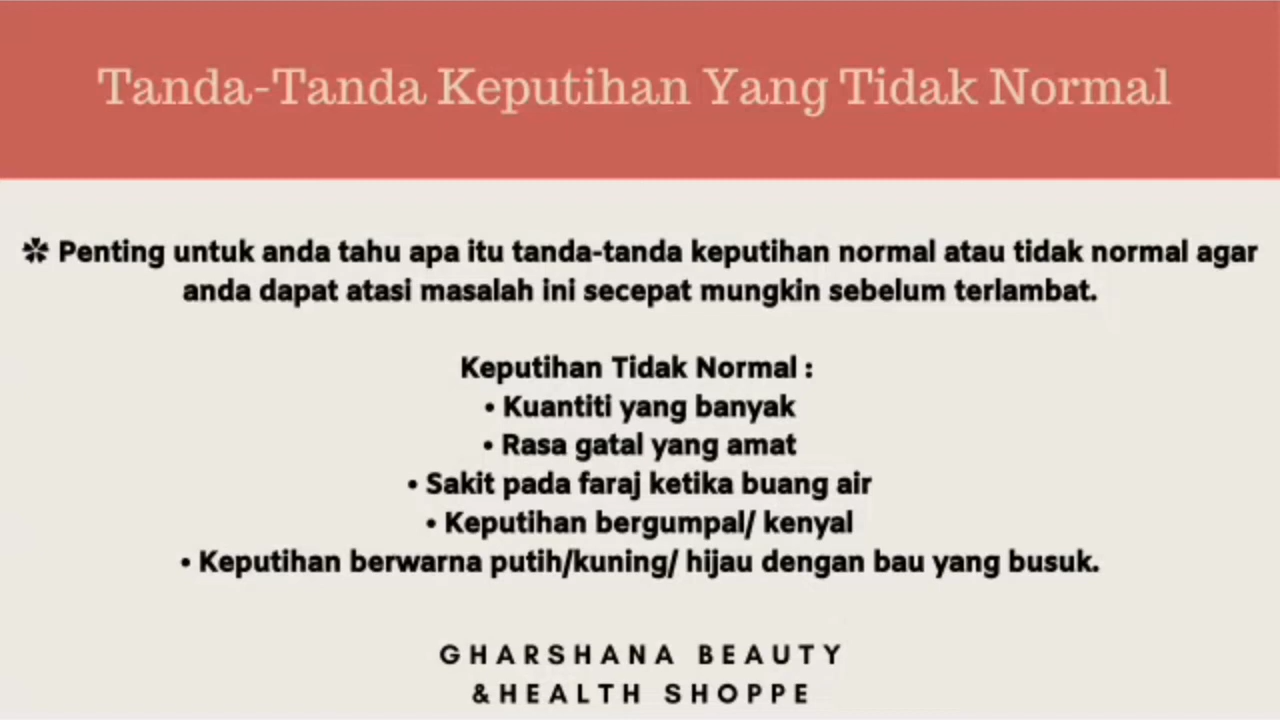 Tanda-Tanda Keputihan Yang Tidak Normal
✽ Penting untuk anda tahu apa itu tanda-tanda keputihan normal atau tidak normal agar
anda dapat atasi masalah ini secepat mungkin sebelum terlambat.
Keputihan Tidak Normal :
• Kuantiti yang banyak
• Rasa gatal yang amat
• Sakit pada faraj ketika buang air
• Keputihan bergumpal/ kenyal
• Keputihan berwarna putih/kuning/ hijau dengan bau yang busuk.
GHARSHANA BEAUTY
&HEALTH SHOPPE